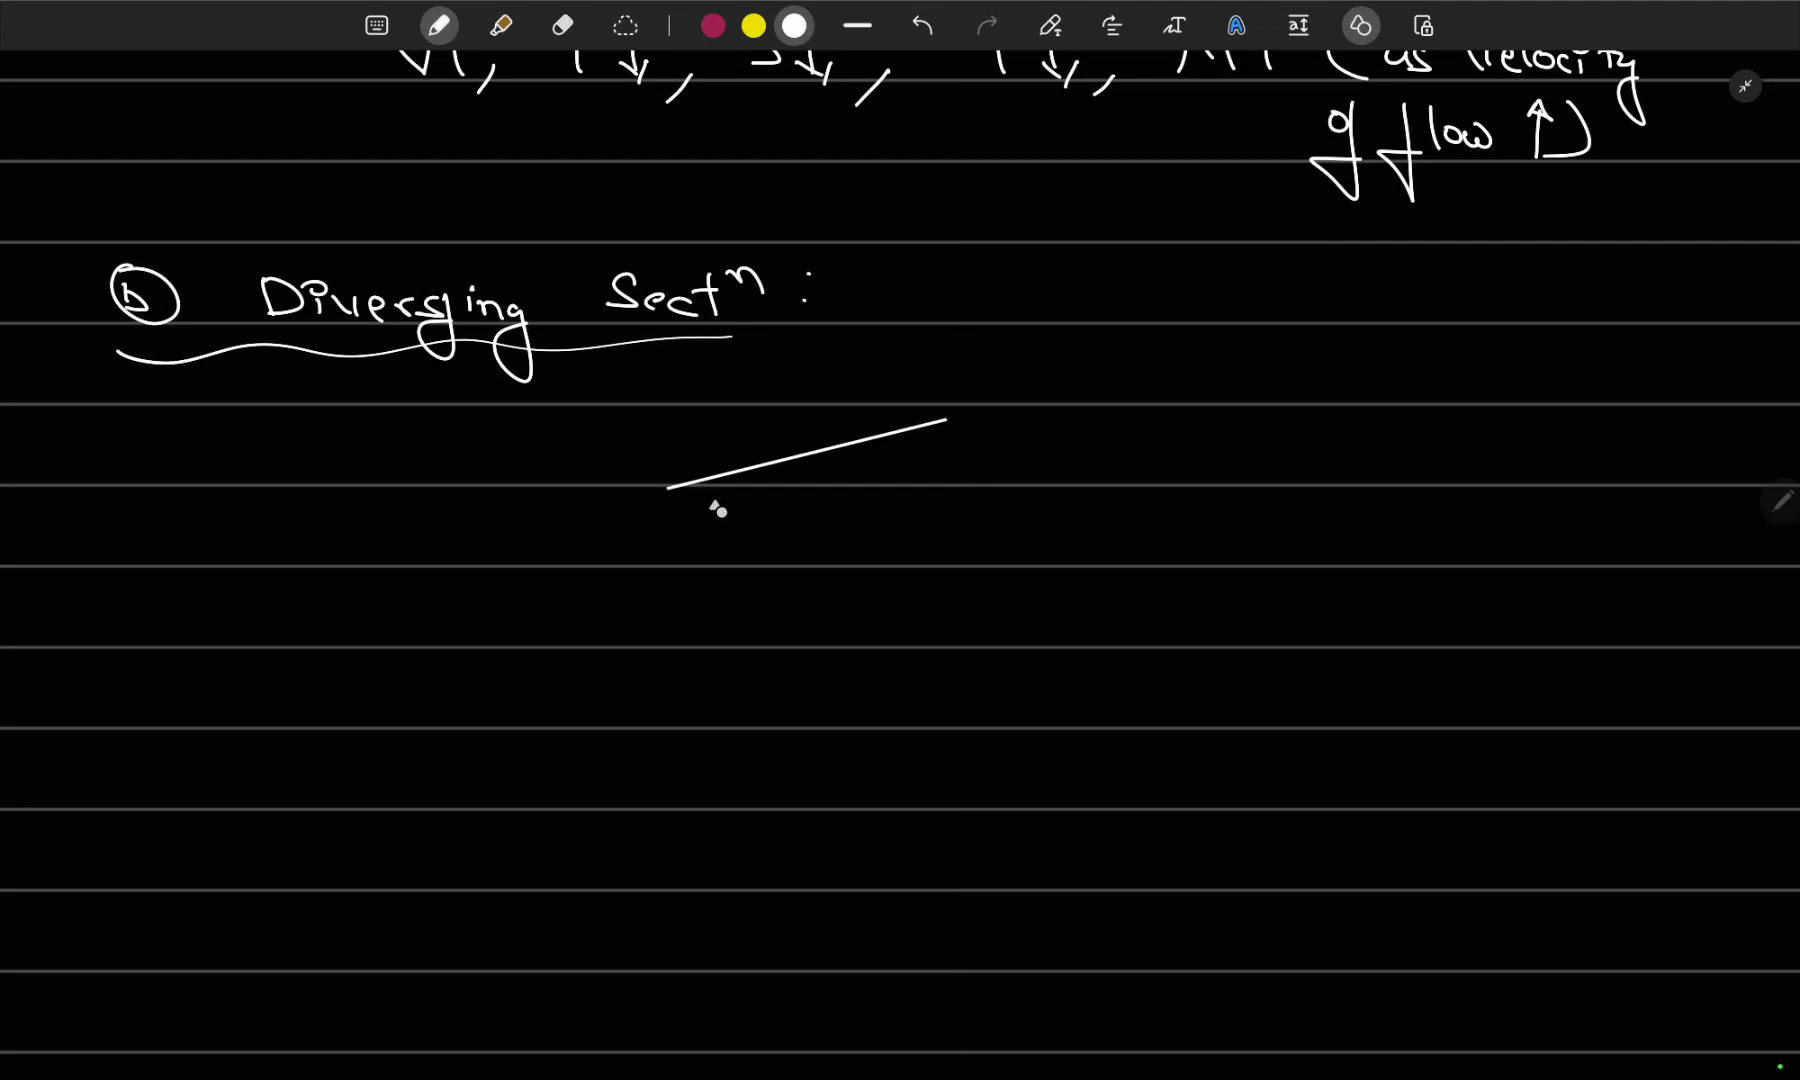 V↑, P↓, S↓, T↓, M↑ (as velocity
of flow ↑)
b Diverging Sectⁿ :